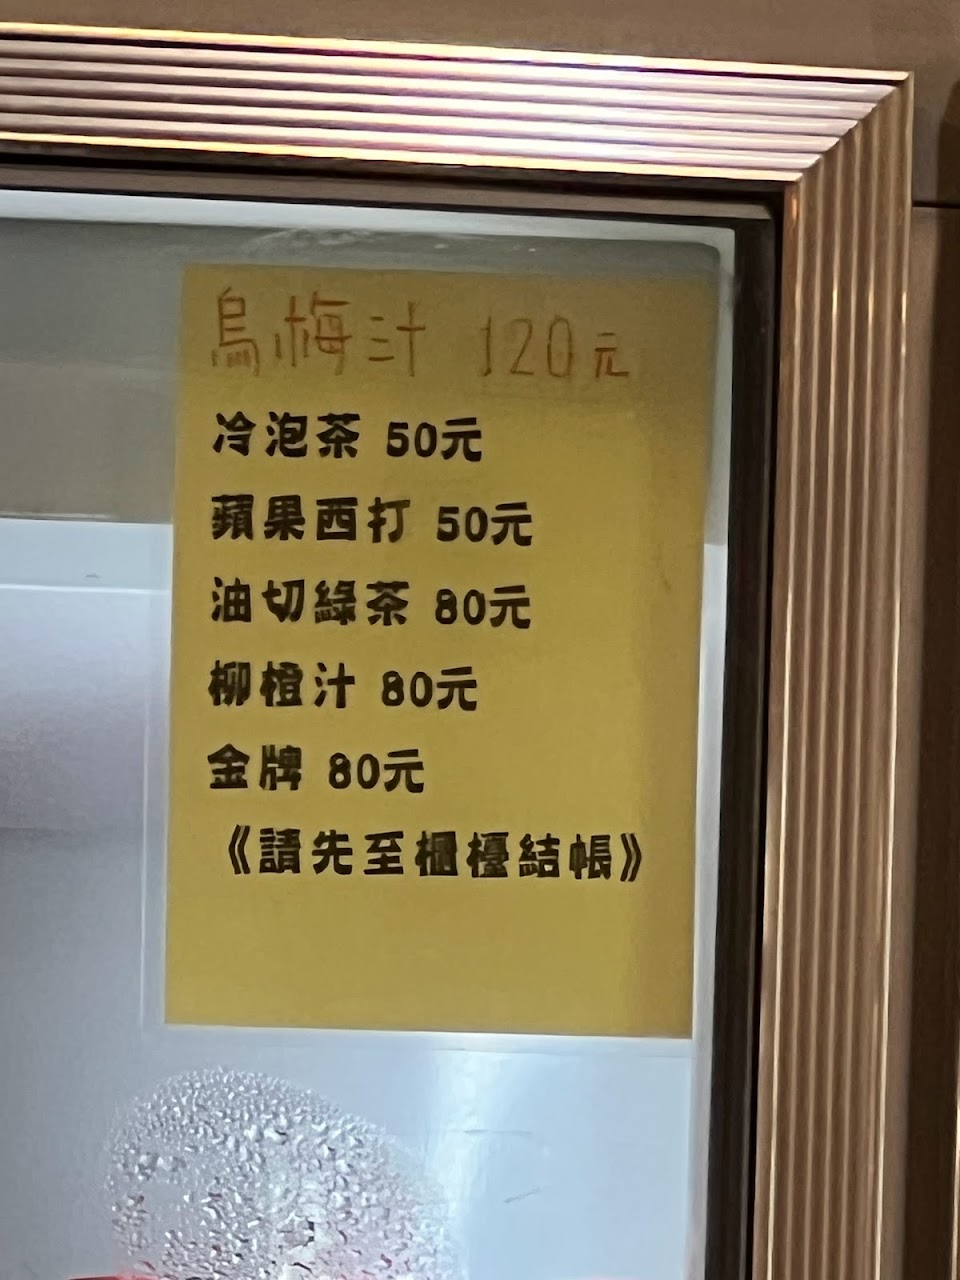 烏梅汁 120元
冷泡茶 50元
蘋果西打 50元
油切綠茶 80元
柳橙汁 80元
金牌 80元
《請先至櫃檯結帳》